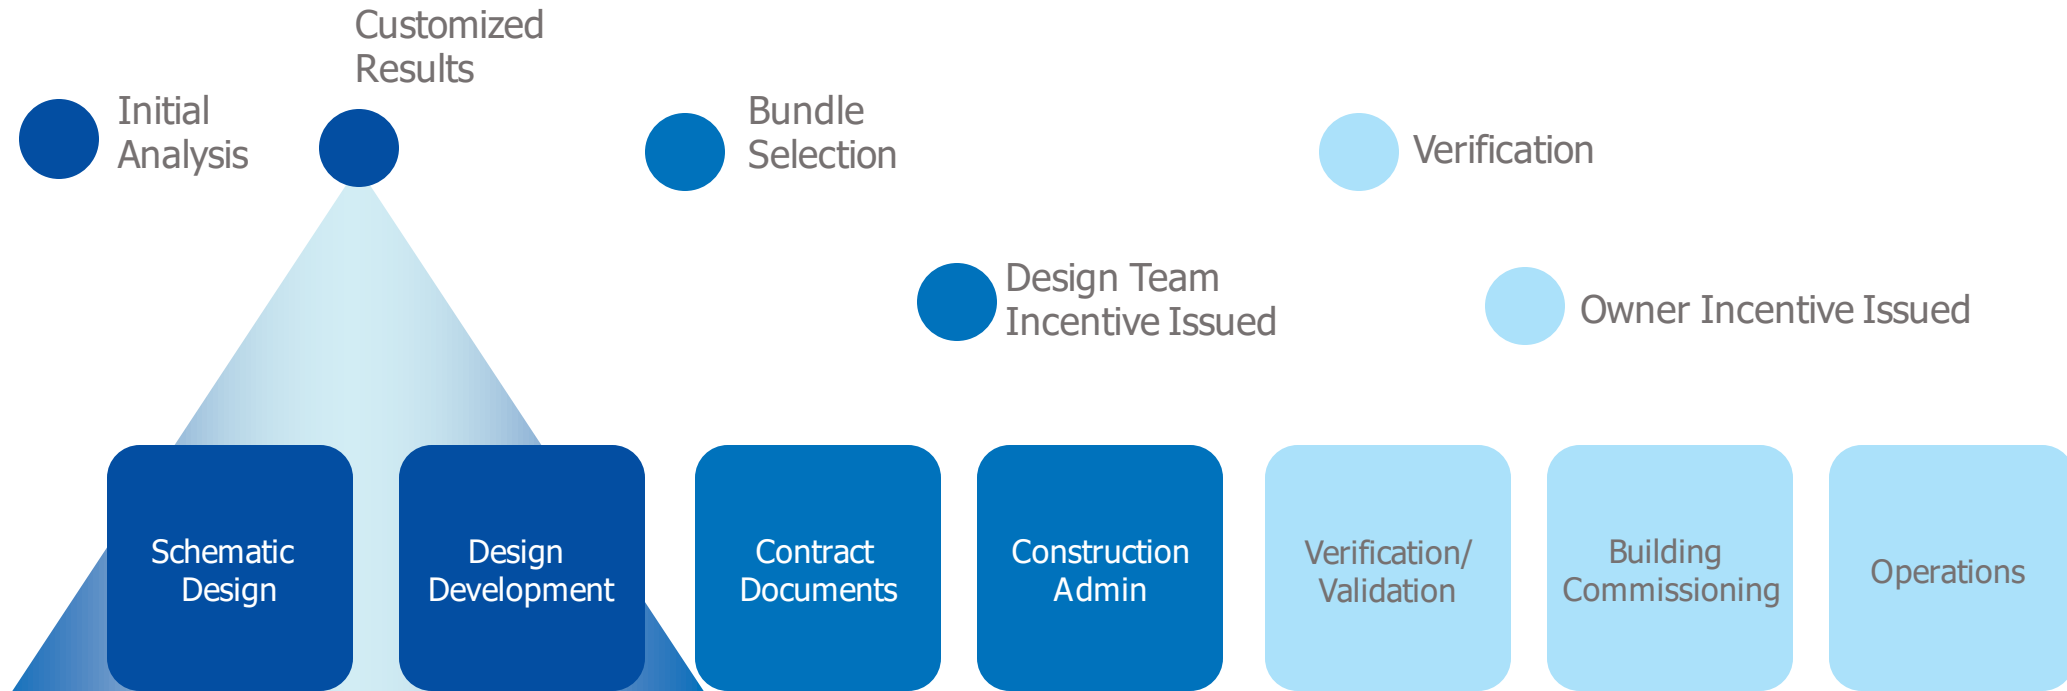 Customized
Results
Initial
Analysis
Bundle
Selection
Verification
Design Team
Incentive Issued
Owner Incentive Issued
Schematic
Design
Design
Development
Contract
Documents
Construction
Admin
Verification/
Validation
Building
Commissioning
Operations